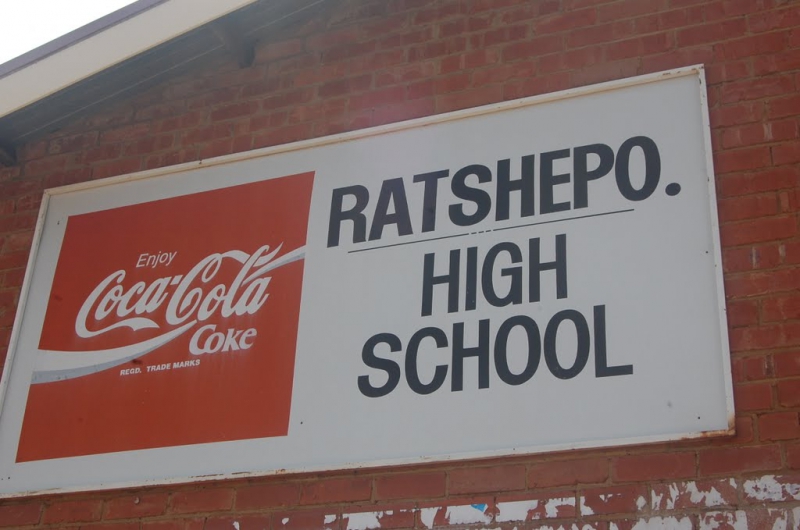 Enjoy
Coca-Cola
Coke
REGD. TRADE MARKS
RATSHEPO.
HIGH
SCHOOL